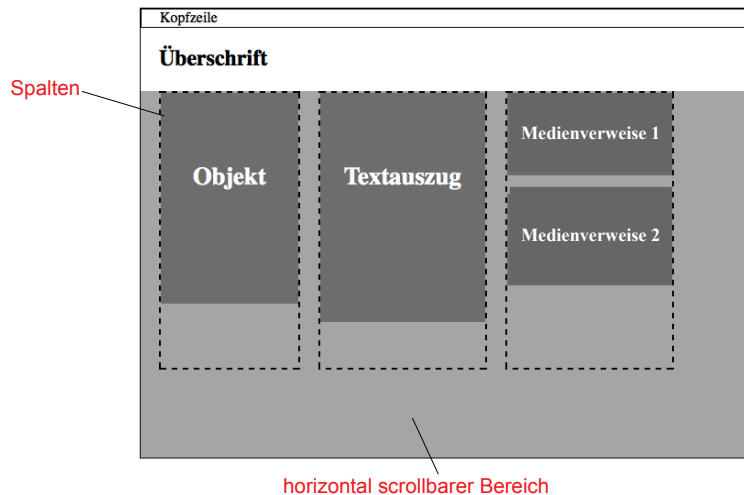 Kopfzeile
Überschrift
Spalten
Objekt
Textauszug
Medienverweise 1
Medienverweise 2
horizontal scrollbarer Bereich